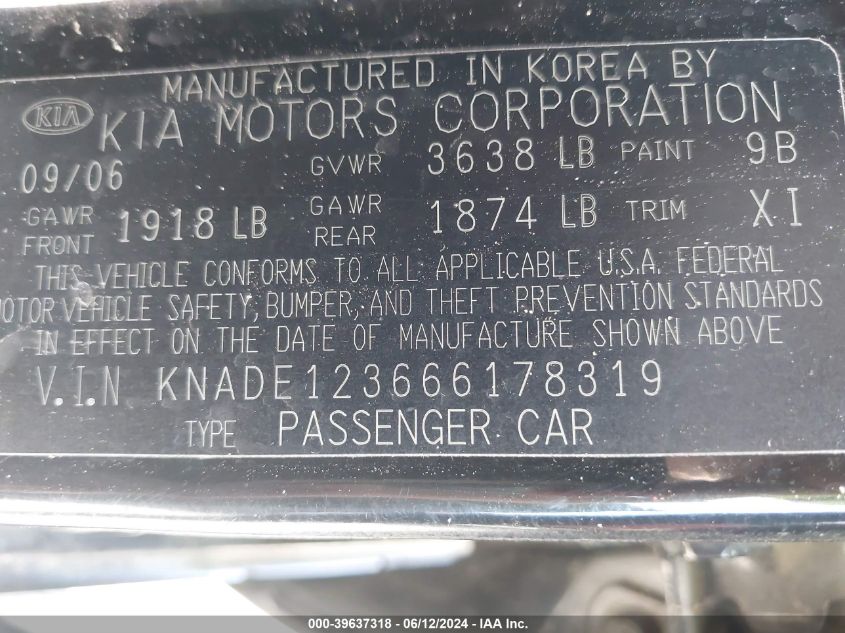 MANUFACTURED IN KOREA BY
KIA KIA MOTORS CORPORATION
09/06 GVWR 3638 LB PAINT 9B
GAWR FRONT 1918 LB GAWR REAR 1874 LB TRIM XI
THIS VEHICLE CONFORMS TO ALL APPLICABLE U.S.A. FEDERAL
MOTOR VEHICLE SAFETY, BUMPER, AND THEFT PREVENTION STANDARDS
IN EFFECT ON THE DATE OF MANUFACTURE SHOWN ABOVE
V.I.N KNADE123666178319
TYPE PASSENGER CAR
000-39637318 - 06/12/2024 - IAA Inc.